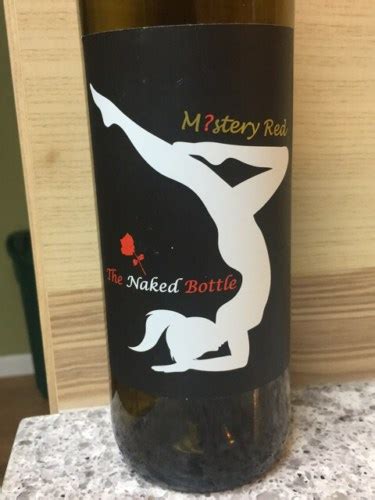 M?stery Red
The Naked Bottle